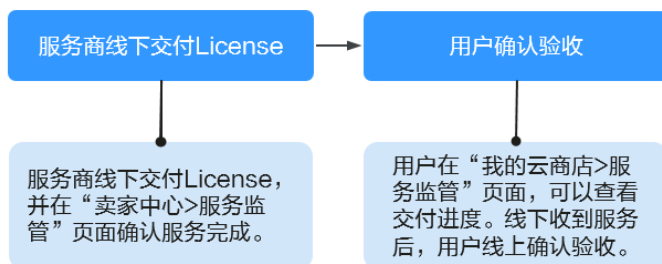 服务商线下交付License
用户确认验收
服务商线下交付License，
并在“卖家中心>服务监
管”页面确认服务完成。
用户在“我的云商店>服
务监管”页面，可以查看
交付进度。线下收到服务
后，用户线上确认验收。